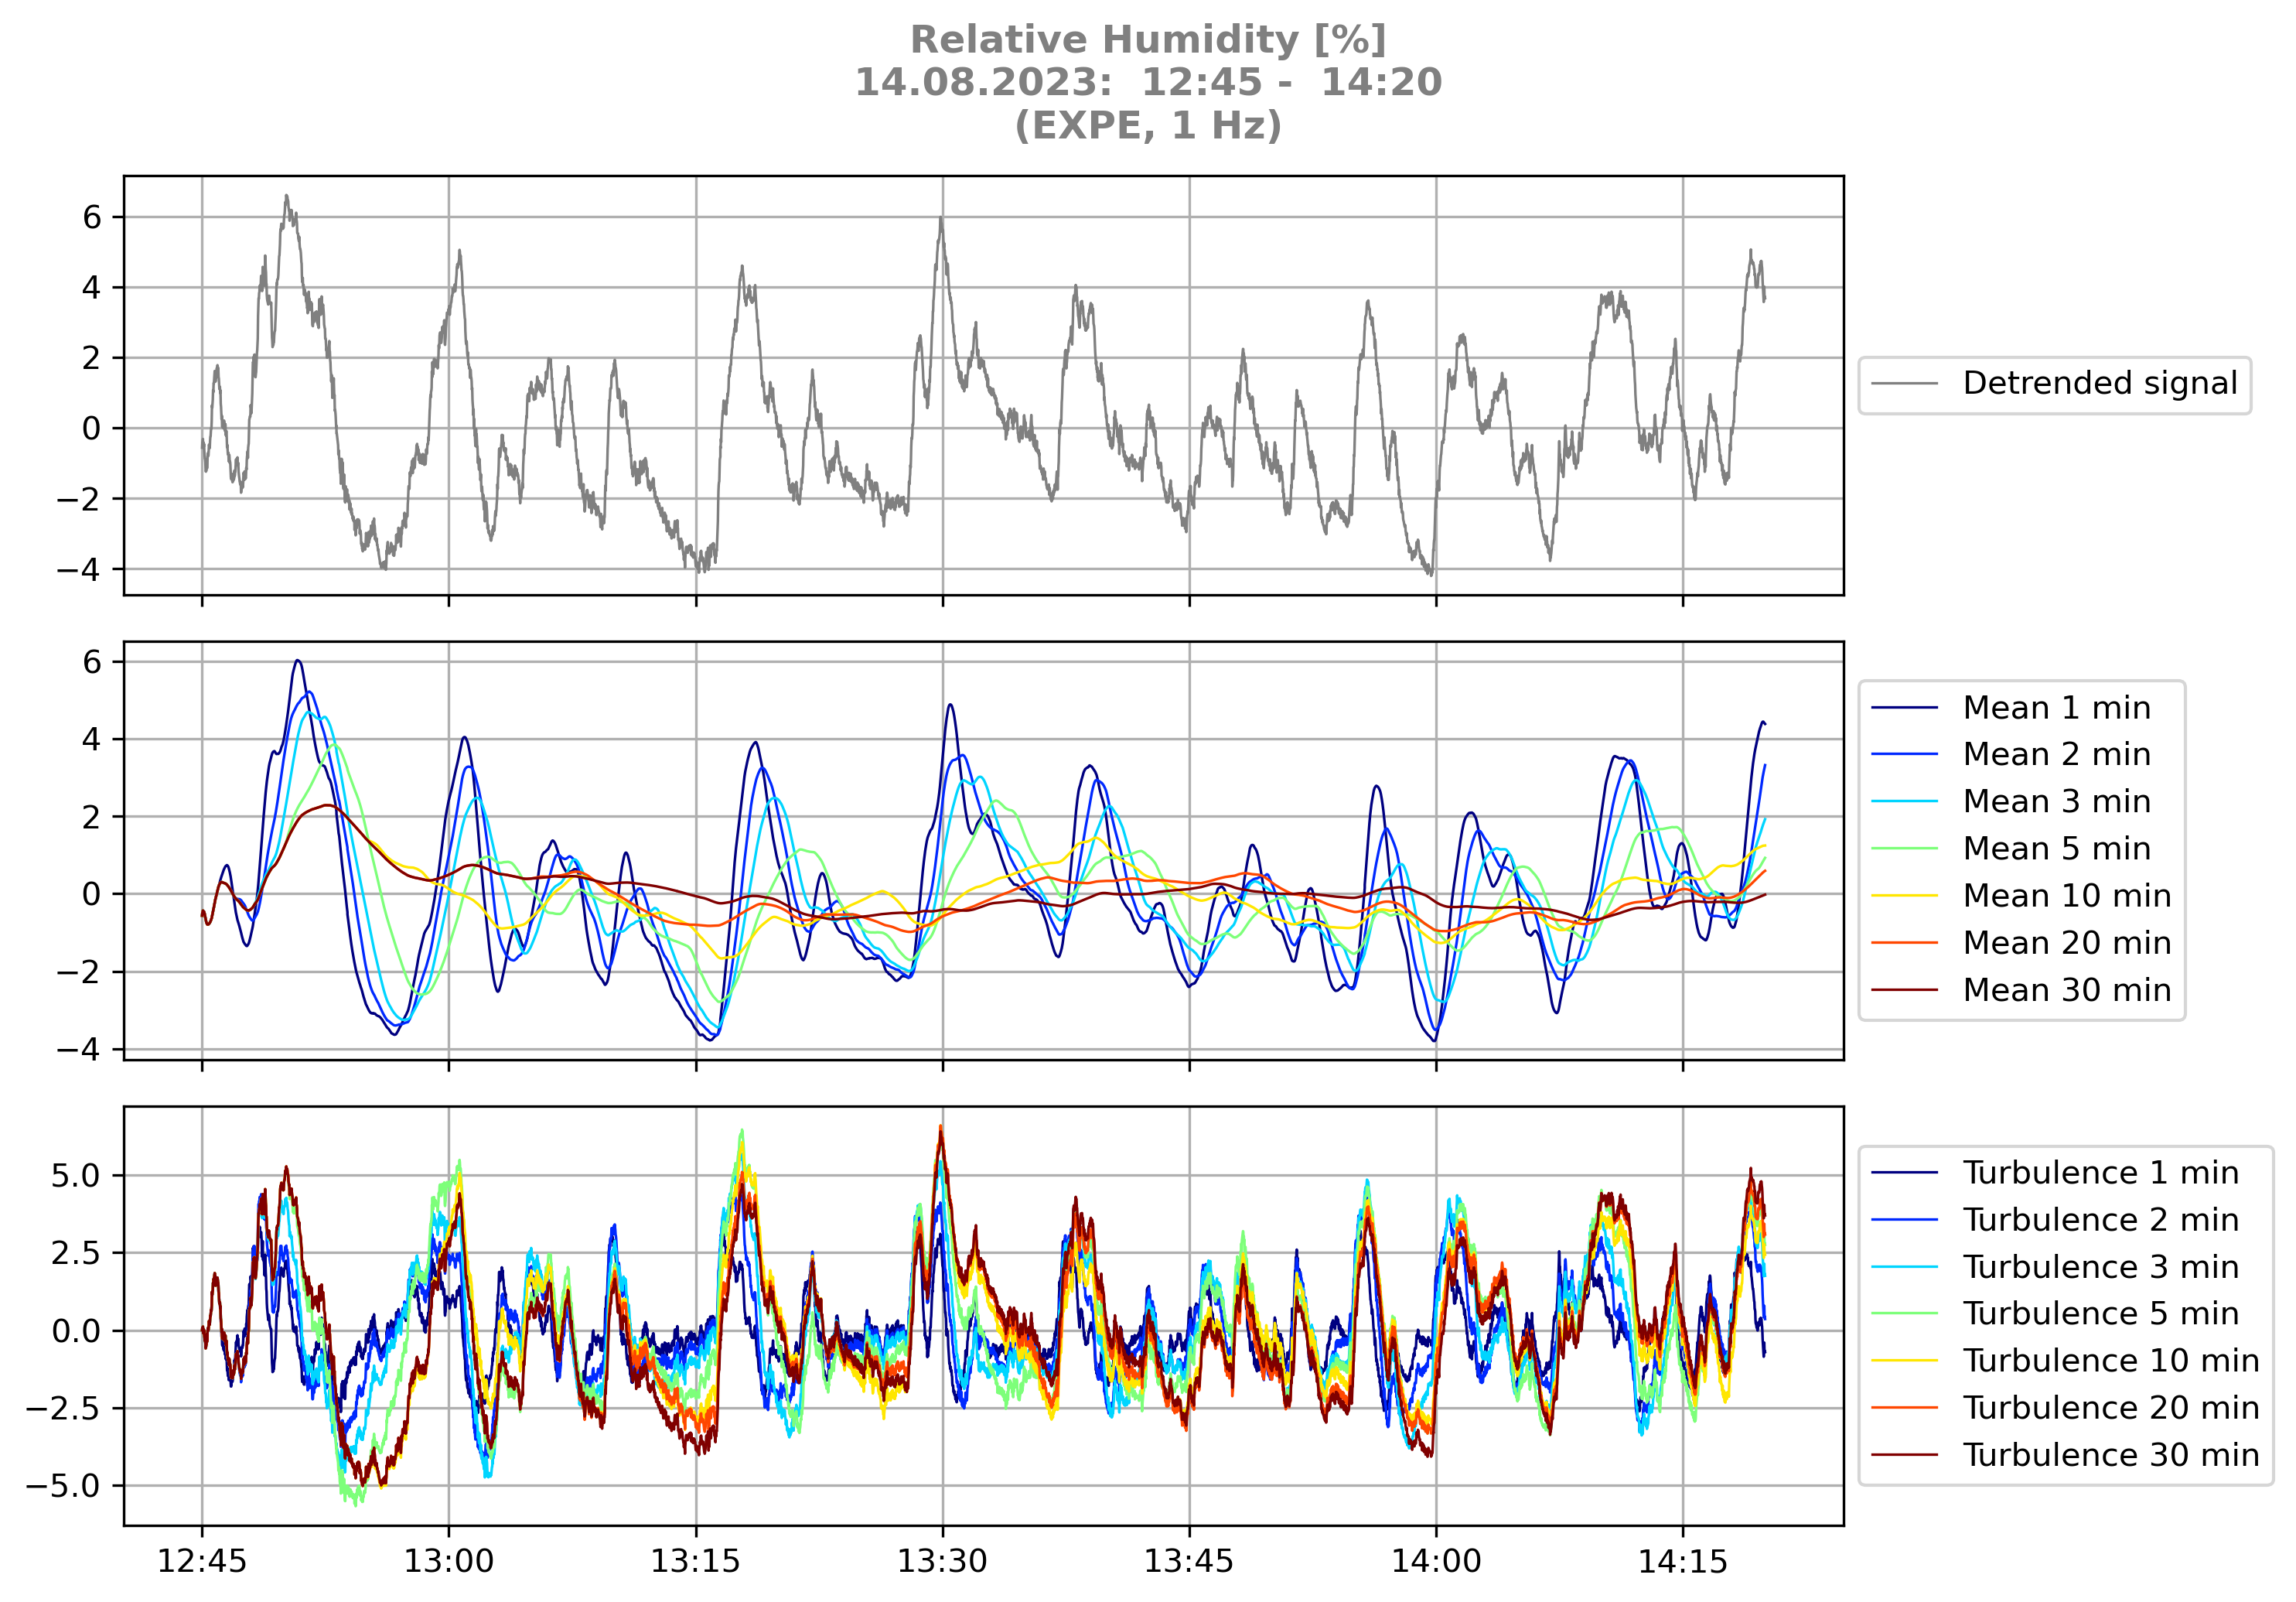 Relative Humidity [%]
14.08.2023:  12:45 -  14:20
(EXPE, 1 Hz)
6
4
2
0
−2
−4
Detrended signal
6
4
2
0
−2
−4
Mean 1 min
Mean 2 min
Mean 3 min
Mean 5 min
Mean 10 min
Mean 20 min
Mean 30 min
5.0
2.5
0.0
−2.5
−5.0
Turbulence 1 min
Turbulence 2 min
Turbulence 3 min
Turbulence 5 min
Turbulence 10 min
Turbulence 20 min
Turbulence 30 min
12:45 13:00 13:15 13:30 13:45 14:00 14:15